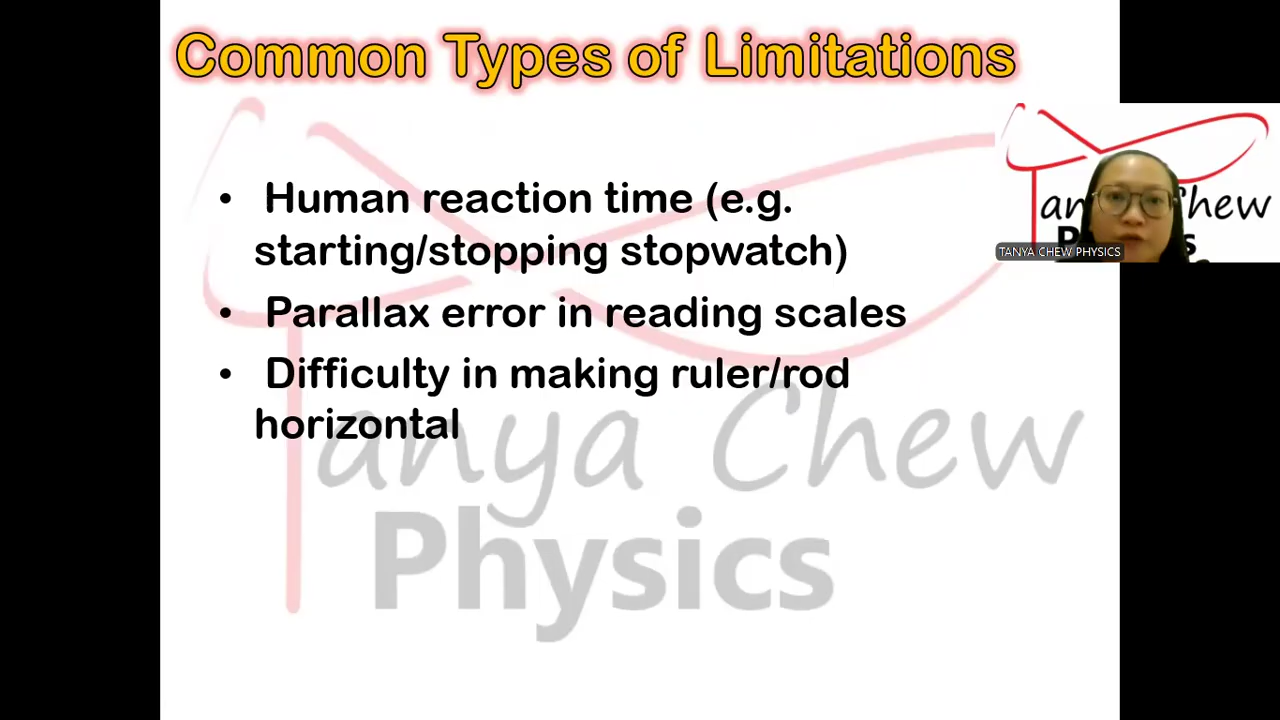 Common Types of Limitations
• Human reaction time (e.g.
starting/stopping stopwatch)
• Parallax error in reading scales
• Difficulty in making ruler/rod
horizontal
Tanya Chew
Physics
TANYA CHEW PHYSICS